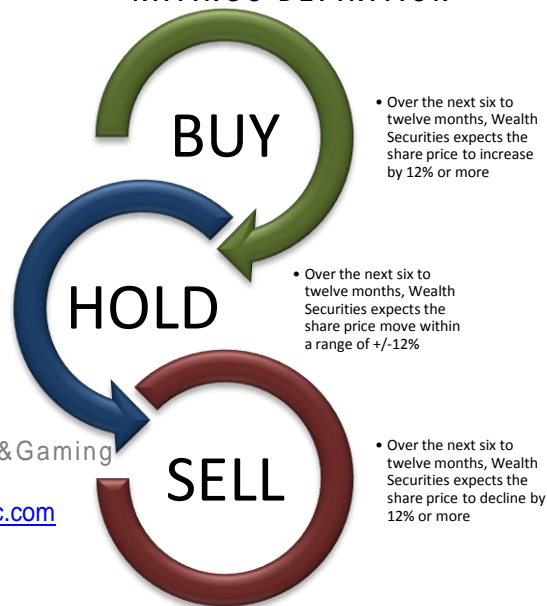 BUY
• Over the next six to
twelve months, Wealth
Securities expects the
share price to increase
by 12% or more
HOLD
• Over the next six to
twelve months, Wealth
Securities expects the
share price move within
a range of +/-12%
&Gaming
c.com
SELL
• Over the next six to
twelve months, Wealth
Securities expects the
share price to decline by
12% or more